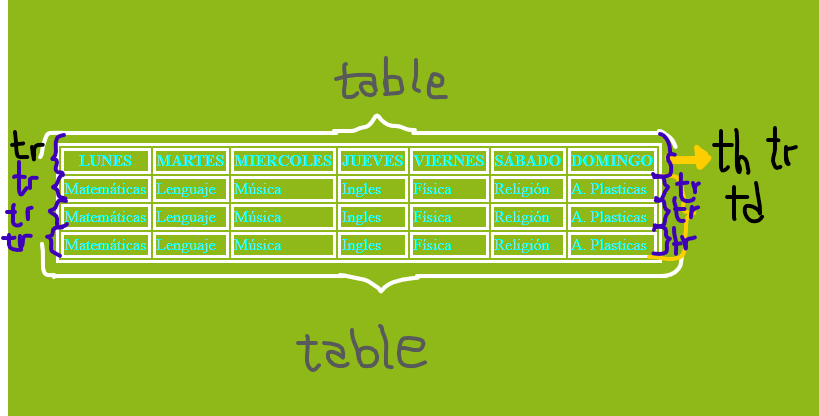 table
tr LUNES MARTES MIERCOLES JUEVES VIERNES SÁBADO DOMINGO th tr
tr Matemáticas Lenguaje Música Ingles Física Religión A. Plasticas tr td
tr Matemáticas Lenguaje Música Ingles Física Religión A. Plasticas tr
tr Matemáticas Lenguaje Música Ingles Física Religión A. Plasticas tr
table